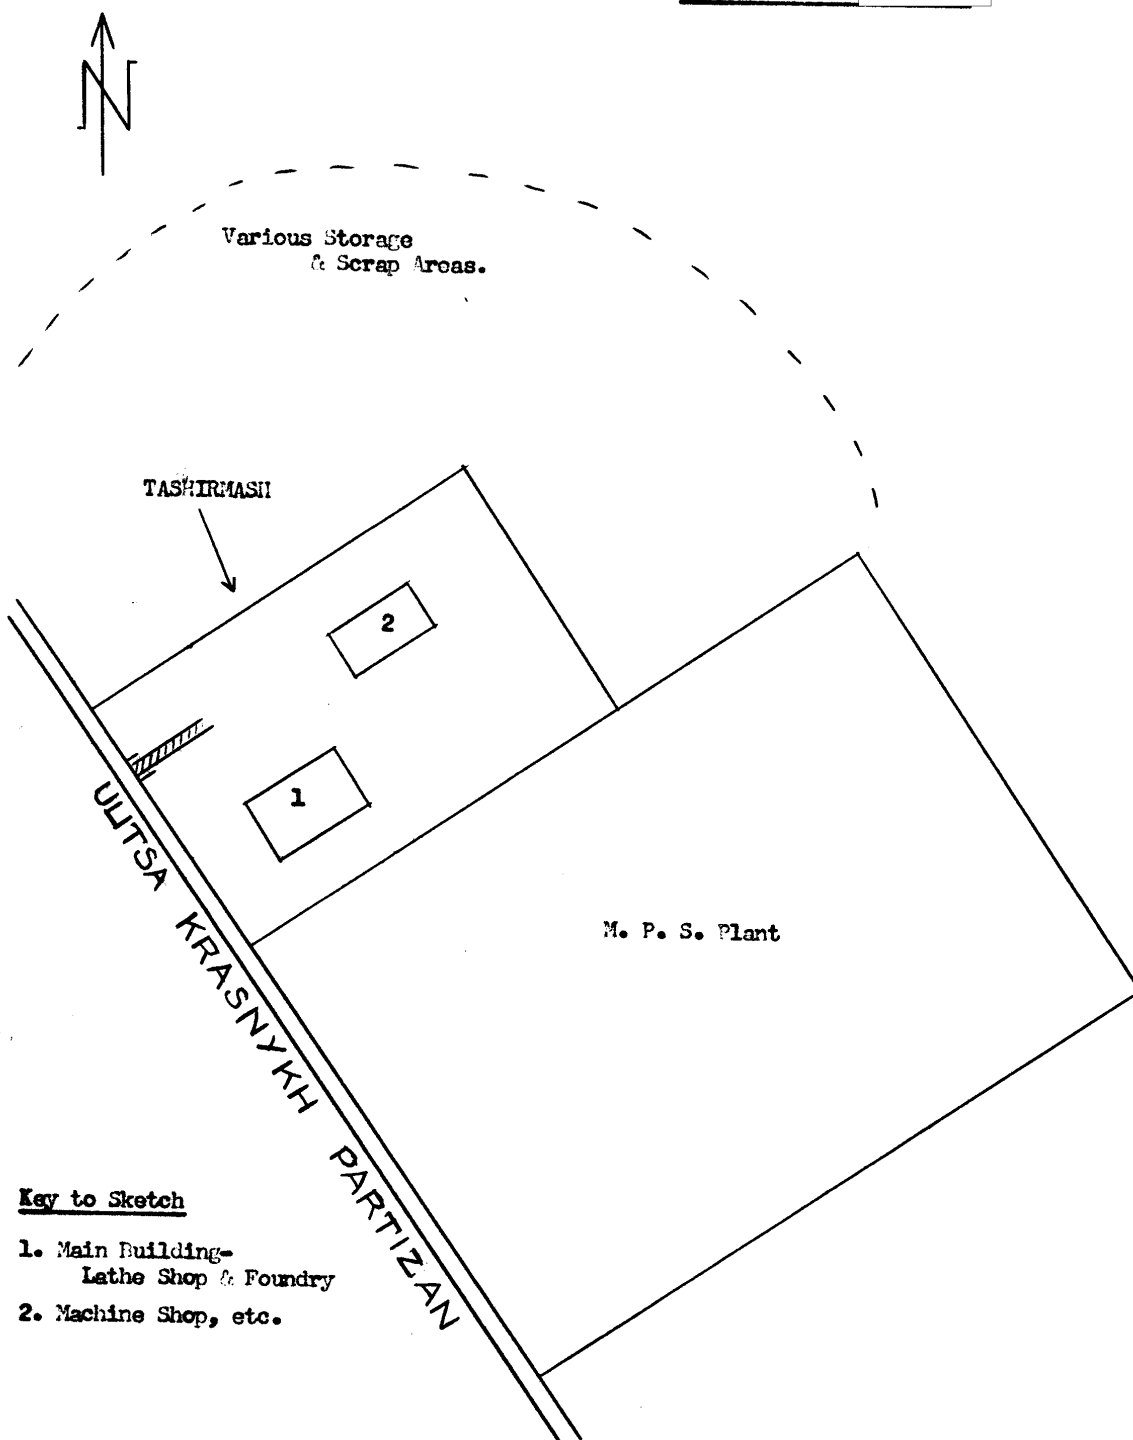 N
Various Storage
& Scrap Areas.
TASHIRMASH
2
1
ULITSA KRASNYKH PARTIZAN
M. P. S. Plant
Key to Sketch
1. Main Building-
Lathe Shop & Foundry
2. Machine Shop, etc.